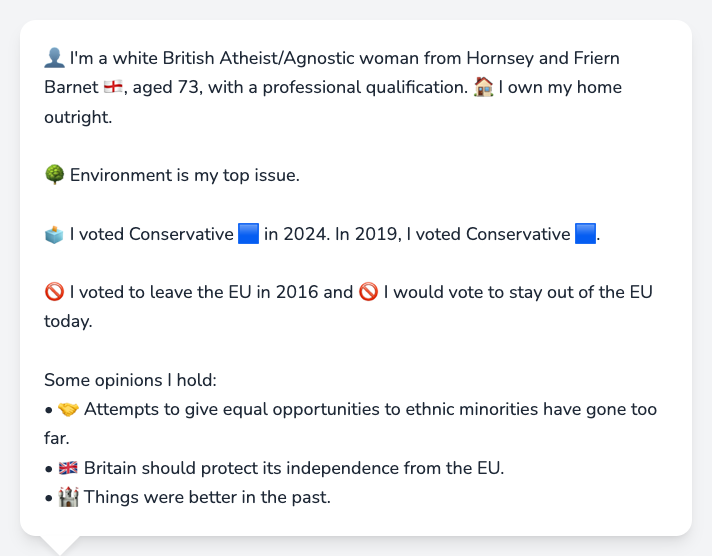 👤 I'm a white British Atheist/Agnostic woman from Hornsey and Friern
Barnet 🏴󠁧󠁢󠁥󠁮󠁧󠁿, aged 73, with a professional qualification. 🏠 I own my home
outright.
🌳 Environment is my top issue.
🗳️ I voted Conservative 🟦 in 2024. In 2019, I voted Conservative 🟦.
🚫 I voted to leave the EU in 2016 and 🚫 I would vote to stay out of the EU
today.
Some opinions I hold:
• 🤝 Attempts to give equal opportunities to ethnic minorities have gone too
far.
• 🇬🇧 Britain should protect its independence from the EU.
• 🏰 Things were better in the past.